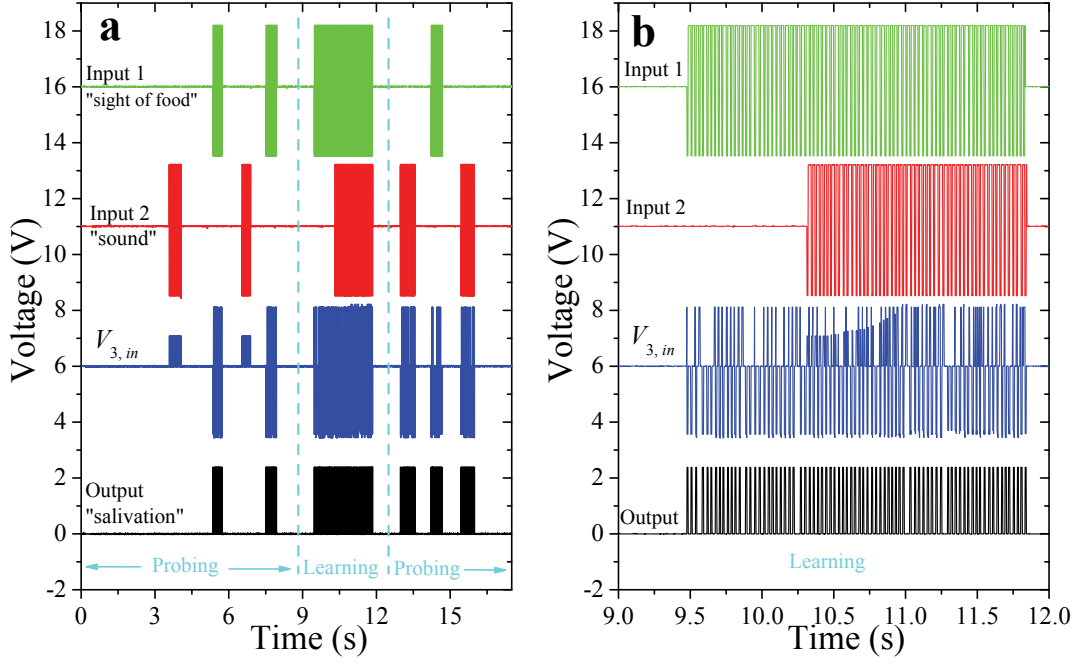 a
Voltage (V)
18
16
14
12
10
8
6
4
2
0
-2
Input 1
"sight of food"
Input 2
"sound"
V3, in
Output
"salivation"
Probing
Learning
Probing
0
3
6
9
12
15
Time (s)
b
Voltage (V)
18
16
14
12
10
8
6
4
2
0
-2
Input 1
Input 2
V3, in
Output
Learning
9.0
9.5
10.0
10.5
11.0
11.5
12.0
Time (s)